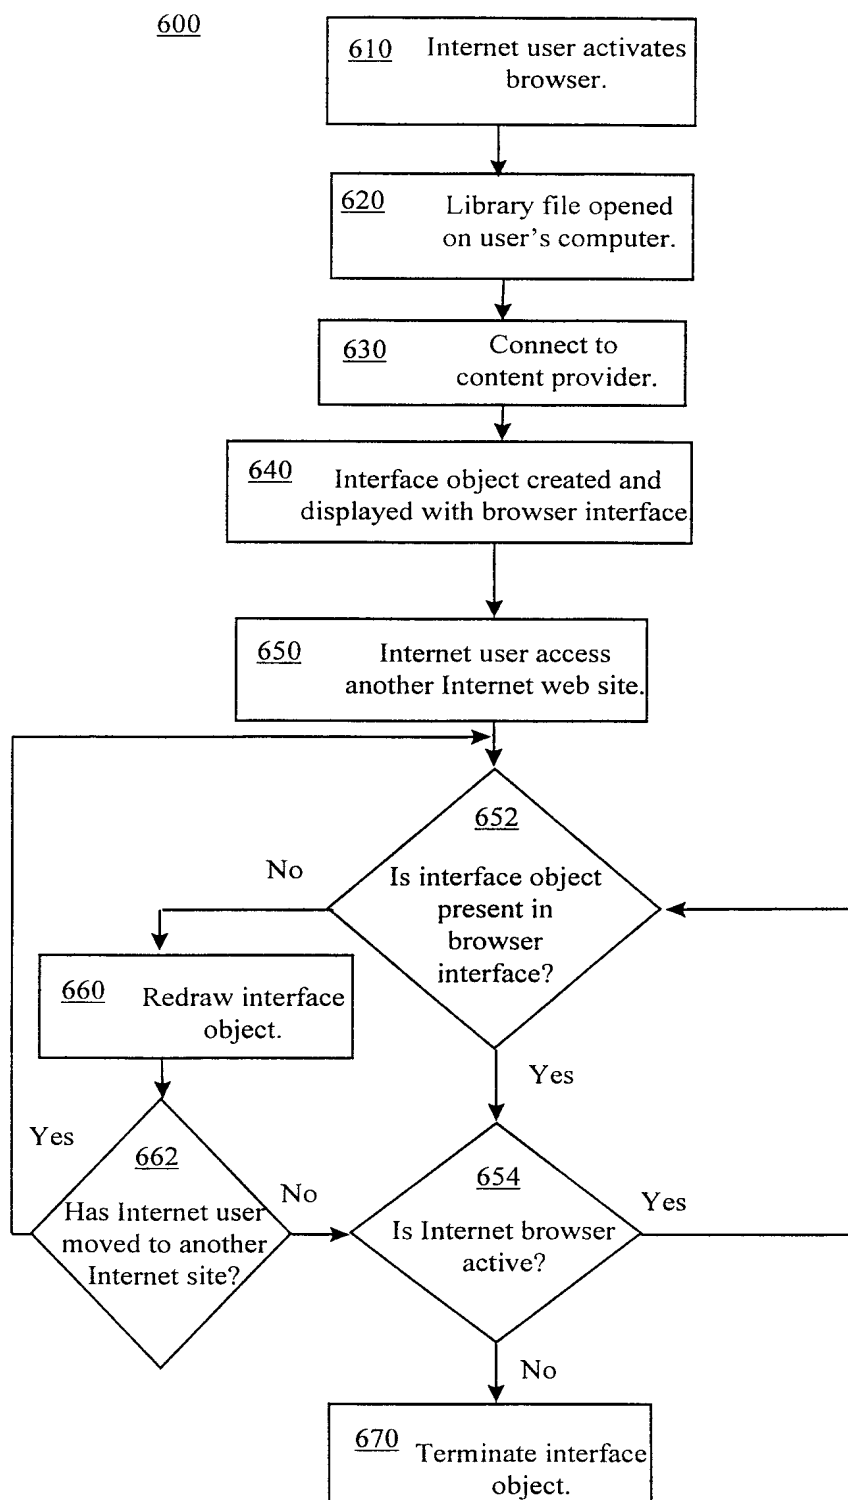 600
610 Internet user activates
browser.
620 Library file opened
on user's computer.
630 Connect to
content provider.
640 Interface object created and
displayed with browser interface.
650 Internet user access
another Internet web site.
652
Is interface object
present in
browser
interface?
No
Yes
660 Redraw interface
object.
662
Has Internet user
moved to another
Internet site?
Yes
No
654
Is Internet browser
active?
Yes
No
670 Terminate interface
object.